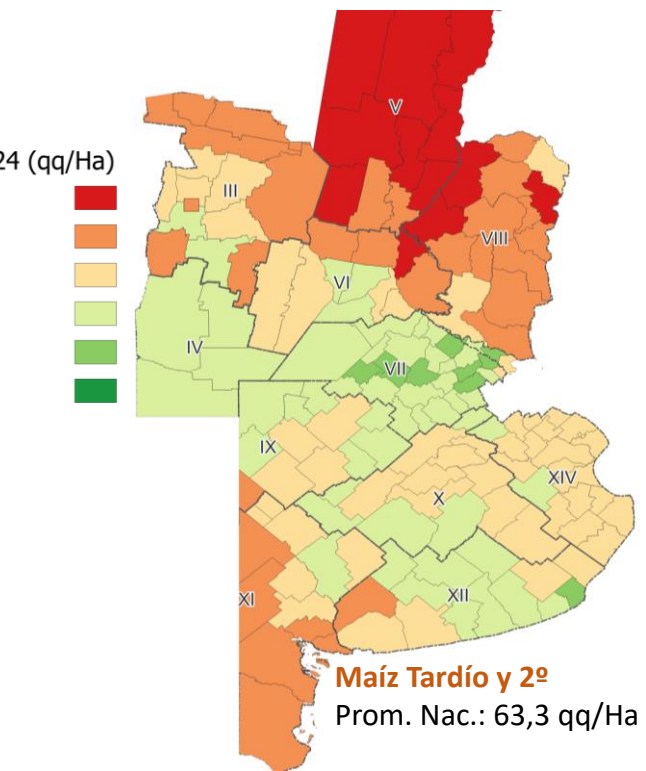 V
24 (qq/Ha)
III
VIII
VI
IV
VII
IX
XIV
X
XI
XII
Maíz Tardío y 2º
Prom. Nac.: 63,3 qq/Ha